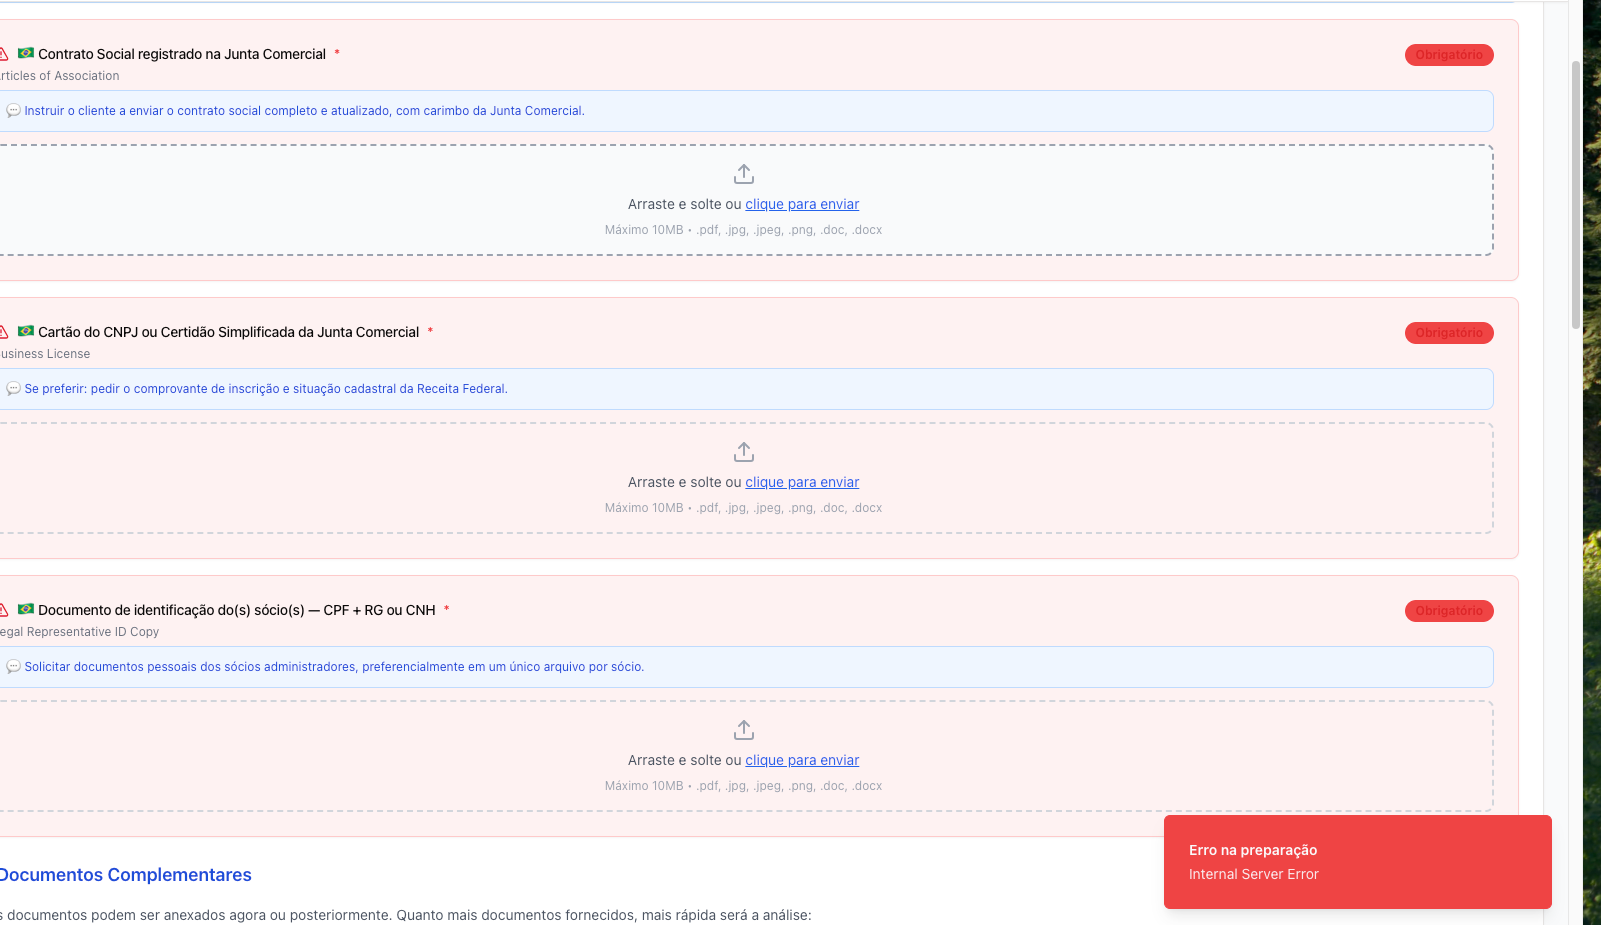 Contrato Social registrado na Junta Comercial *
Obrigatório
rticles of Association
Instruir o cliente a enviar o contrato social completo e atualizado, com carimbo da Junta Comercial.
Arraste e solte ou clique para enviar
Máximo 10MB • .pdf, .jpg, .jpeg, .png, .doc, .docx
Cartão do CNPJ ou Certidão Simplificada da Junta Comercial *
Obrigatório
usiness License
Se preferir: pedir o comprovante de inscrição e situação cadastral da Receita Federal.
Arraste e solte ou clique para enviar
Máximo 10MB • .pdf, .jpg, .jpeg, .png, .doc, .docx
Documento de identificação do(s) sócio(s) — CPF + RG ou CNH *
Obrigatório
egal Representative ID Copy
Solicitar documentos pessoais dos sócios administradores, preferencialmente em um único arquivo por sócio.
Arraste e solte ou clique para enviar
Máximo 10MB • .pdf, .jpg, .jpeg, .png, .doc, .docx
Documentos Complementares
s documentos podem ser anexados agora ou posteriormente. Quanto mais documentos fornecidos, mais rápida será a análise:
Erro na preparação
Internal Server Error